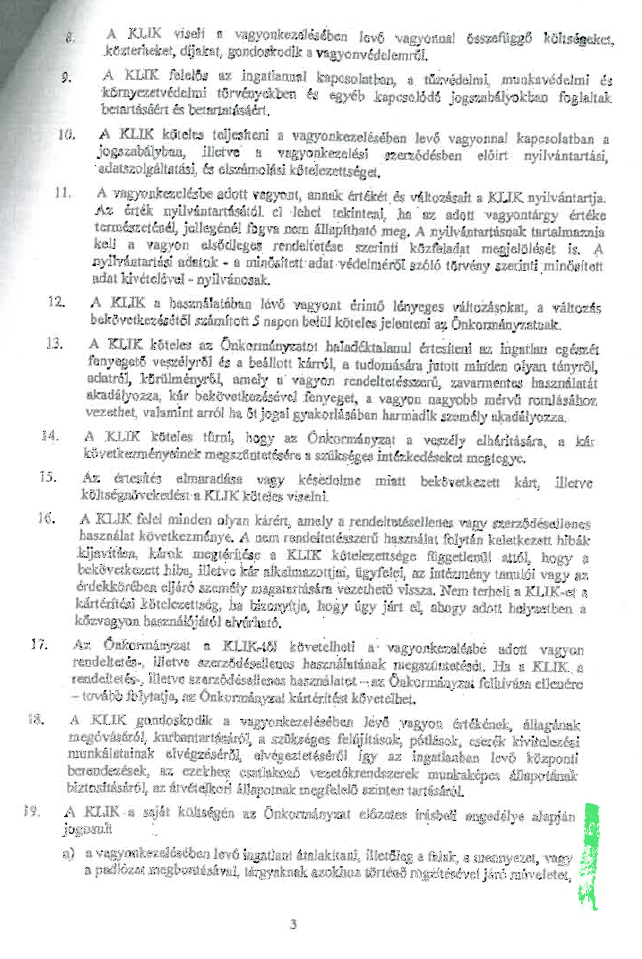 8. A KLIK viseli a vagyonkezelésében levő vagyonnal összefüggő költségeket,
közterheket, díjakat, gondoskodik a vagyonvédelemről.
9. A KLIK felelős az ingatlannal kapcsolatban, a tűzvédelmi, munkavédelmi és
környezetvédelmi törvényekben és egyéb kapcsolódó jogszabályokban foglaltak
betartásáért és betartatásáért.
10. A KLIK köteles teljesíteni a vagyonkezelésében levő vagyonnal kapcsolatban a
jogszabályban, illetve a vagyonkezelési szerződésben előírt nyilvántartási,
adatszolgáltatási, és elszámolási kötelezettséget.
11. A vagyonkezelésbe adott vagyont, annak értékét és változásait a KLIK nyilvántartja.
Az érték nyilvántartásától el lehet tekinteni, ha az adott vagyontárgy értéke
természeténél, jellegénél fogva nem állapítható meg. A nyilvántartásnak tartalmaznia
kell a vagyon elsődleges rendeltetése szerinti közfeladat megjelölését is. A
nyilvántartási adatok - a minősített adat védelméről szóló törvény szerinti minősített
adat kivételével - nyilvánosak.
12. A KLIK a használatában lévő vagyont érintő lényeges változásokat, a változás
bekövetkezésétől számított 5 napon belül köteles jelenteni az Önkormányzatnak.
13. A KLIK köteles az Önkormányzatot haladéktalanul értesíteni az ingatlan egészét
fenyegető veszélyről és a beállott kárról, a tudomására jutott minden olyan tényről,
adatról, körülményről, amely a vagyon rendeltetésszerű, zavarmentes használatát
akadályozza, kár bekövetkezésével fenyeget, a vagyon nagyobb mérvű romlásához
vezethet, valamint arról ha őt jogai gyakorlásában harmadik személy akadályozza.
14. A KLIK köteles tűrni, hogy az Önkormányzat a veszély elhárítására, a kár
következményeinek megszüntetésére a szükséges intézkedéseket megtegye.
15. Az értesítés elmaradása vagy késedelme miatt bekövetkezett kárt, illetve
költségnövekedést a KLIK köteles viselni.
16. A KLIK felel minden olyan kárért, amely a rendeltetésellenes vagy szerződésellenes
használat következménye. A nem rendeltetésszerű használat folytán keletkezett hibák
kijavítása, károk megtérítése a KLIK kötelezettsége függetlenül attól, hogy a
bekövetkezett hiba, illetve kár alkalmazottjai, ügyfelei, az intézmény tanulói vagy az
érdekkörében eljáró személy magatartására vezethető vissza. Nem terheli a KLIK-et a
kártérítési kötelezettség, ha bizonyítja, hogy úgy járt el, ahogy adott helyzetben a
közvagyon használójától elvárható.
17. Az Önkormányzat a KLIK-től követelheti a vagyonkezelésbe adott vagyon
rendeltetés-, illetve szerződésellenes használatának megszüntetését. Ha a KLIK a
rendeltetés-, illetve szerződésellenes használatot – az Önkormányzat felhívása ellenére
– tovább folytatja, az Önkormányzat kártérítést követelhet.
18. A KLIK gondoskodik a vagyonkezelésében lévő vagyon értékének, állagának
megóvásáról, karbantartásáról, a szükséges felújítások, pótlások, cserék kivitelezési
munkálatainak elvégzéséről, elvégeztetéséről így az ingatlanban levő központi
berendezések, az ezekhez csatlakozó vezetékrendszerek munkaképes állapotának
biztosításáról, az átvételkori állapotnak megfelelő szinten tartásáról.
19. A KLIK a saját költségén az Önkormányzat előzetes írásbeli engedélye alapján
jogosult
a) a vagyonkezelésében levő ingatlant átalakítani, illetőleg a falak, a mennyezet, vagy
a padlózat megbontásával, tárgyaknak azokhoz történő rögzítésével járó műveletet,
3